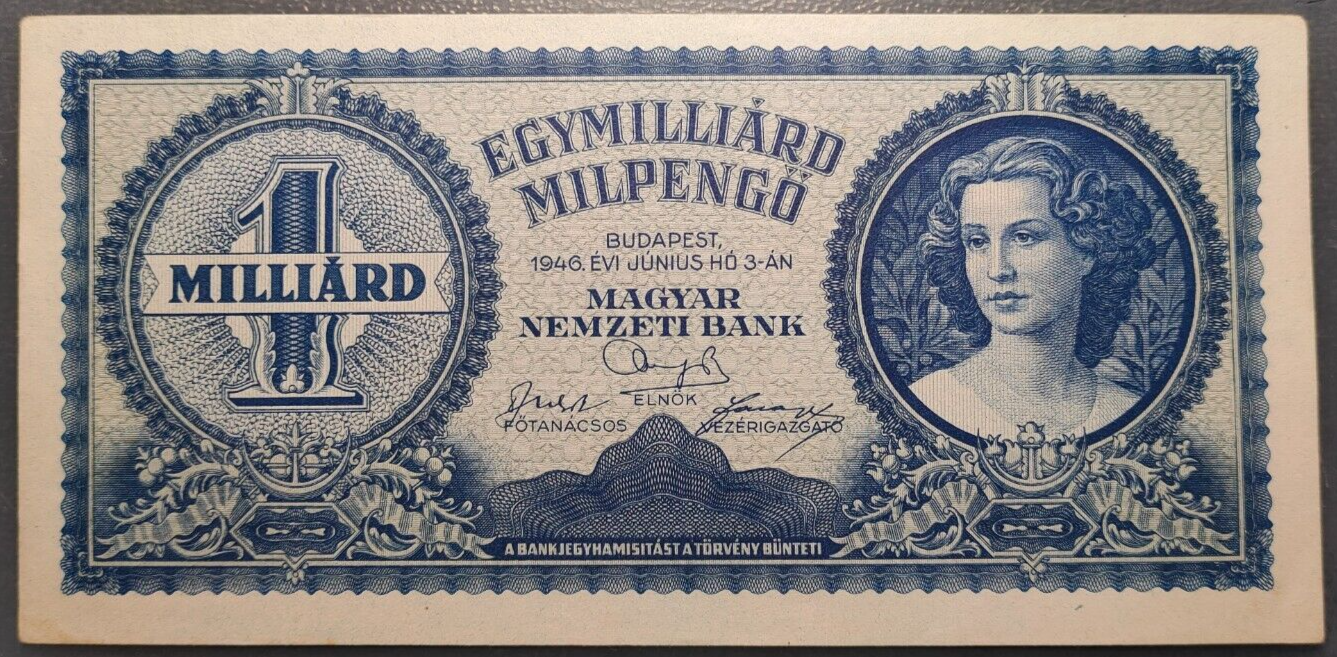 1
MILLIÁRD
EGYMILLIÁRD
MILPENGŐ
BUDAPEST,
1946. ÉVI JÚNIUS HÓ 3-ÁN
MAGYAR
NEMZETI BANK
ELNÖK
FŐTANÁCSOS
VEZÉRIGAZGATÓ
A BANKJEGYHAMISITÁST A TÖRVÉNY BÜNTETI